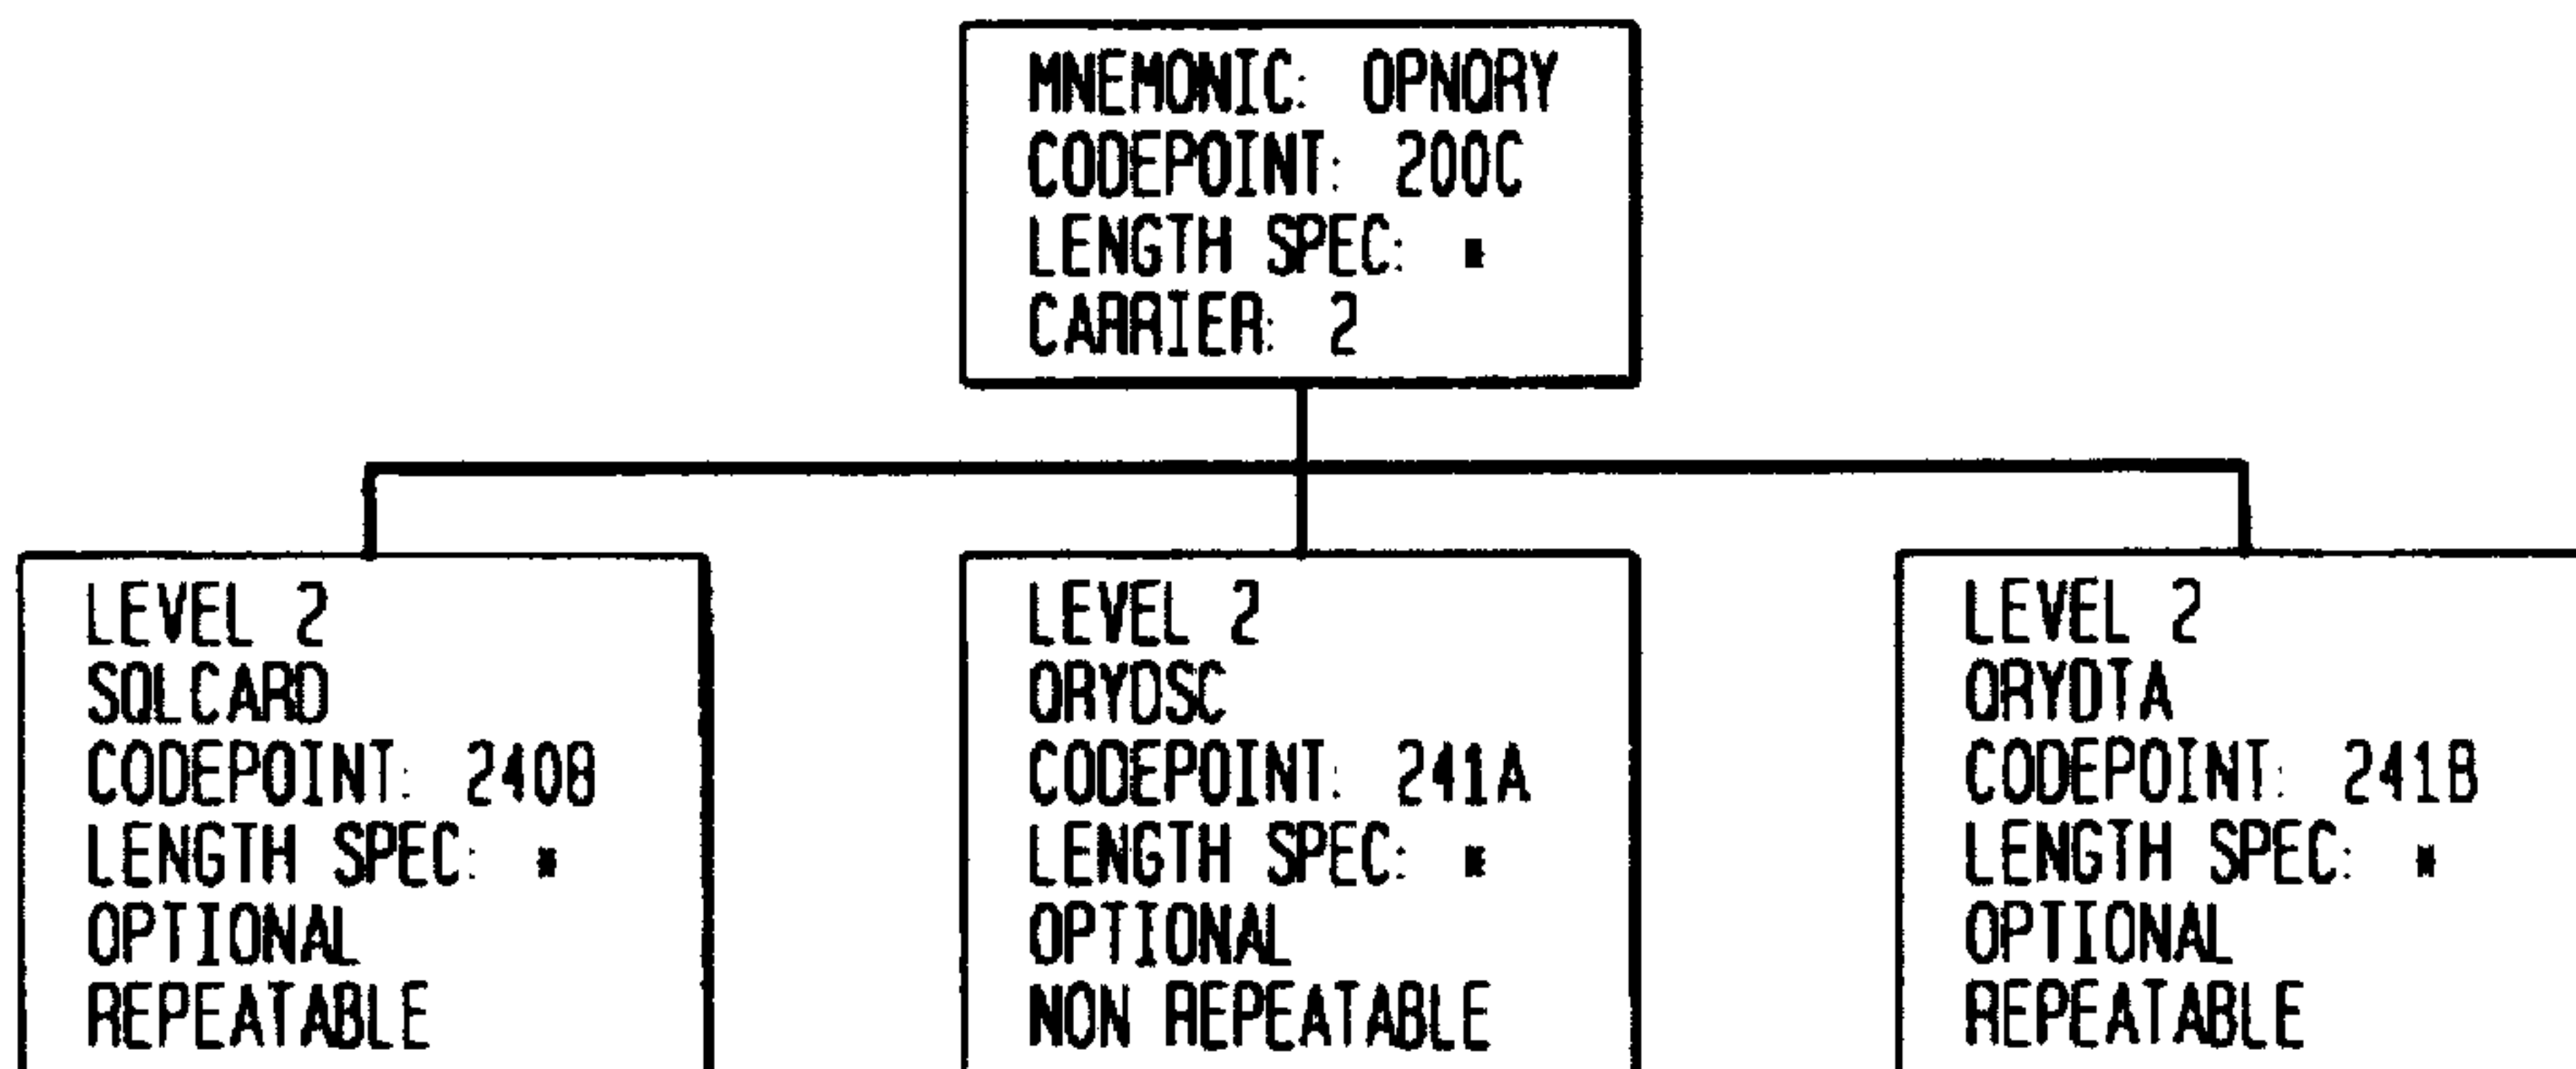 MNEMONIC: OPNQRY
CODEPOINT: 200C
LENGTH SPEC: *
CARRIER: 2
LEVEL 2
SQLCARD
CODEPOINT: 240B
LENGTH SPEC: *
OPTIONAL
REPEATABLE
LEVEL 2
QRYDSC
CODEPOINT: 241A
LENGTH SPEC: *
OPTIONAL
NON REPEATABLE
LEVEL 2
QRYDTA
CODEPOINT: 241B
LENGTH SPEC: *
OPTIONAL
REPEATABLE